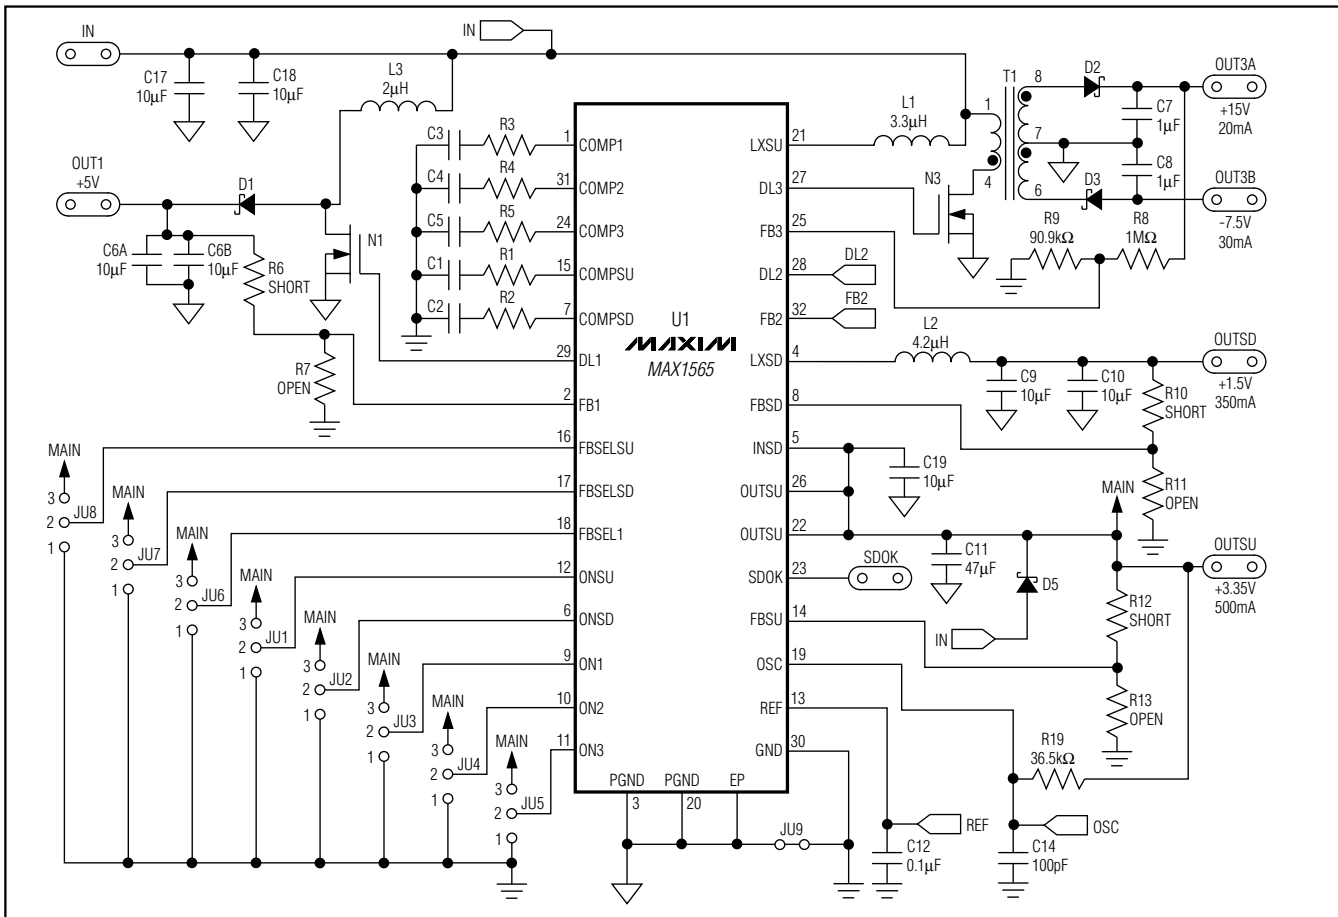 IN
IN
C17
10µF
C18
10µF
L3
2µH
OUT1
+5V
D1
C6A
10µF
C6B
10µF
R6
SHORT
N1
R7
OPEN
C3
R3
C4
R4
C5
R5
C1
R1
C2
R2
1
COMP1
31
COMP2
24
COMP3
15
COMPSU
7
COMPSD
29
DL1
2
FB1
16
FBSELSU
17
FBSELSD
18
FBSEL1
12
ONSU
6
ONSD
9
ON1
10
ON2
11
ON3
U1
MAXIM
MAX1565
PGND
3
PGND
20
EP
LXSU
21
DL3
27
FB3
25
DL2
28
DL2
FB2
32
FB2
LXSD
4
FBSD
8
INSD
5
OUTSU
26
OUTSU
22
SDOK
23
SDOK
FBSU
14
OSC
19
REF
13
GND
30
L1
3.3µH
N3
T1
1
4
8
7
6
D2
D3
C7
1µF
C8
1µF
OUT3A
+15V
20mA
OUT3B
-7.5V
30mA
R9
90.9kΩ
R8
1MΩ
L2
4.2µH
C9
10µF
C10
10µF
R10
SHORT
R11
OPEN
OUTSD
+1.5V
350mA
C19
10µF
C11
47µF
D5
IN
MAIN
OUTSU
+3.35V
500mA
R12
SHORT
R13
OPEN
R19
36.5kΩ
REF
C12
0.1µF
OSC
C14
100pF
JU9
MAIN
3
2
1
JU8
MAIN
3
2
1
JU7
MAIN
3
2
1
JU6
MAIN
3
2
1
JU1
MAIN
3
2
1
JU2
MAIN
3
2
1
JU3
MAIN
3
2
1
JU4
MAIN
3
2
1
JU5